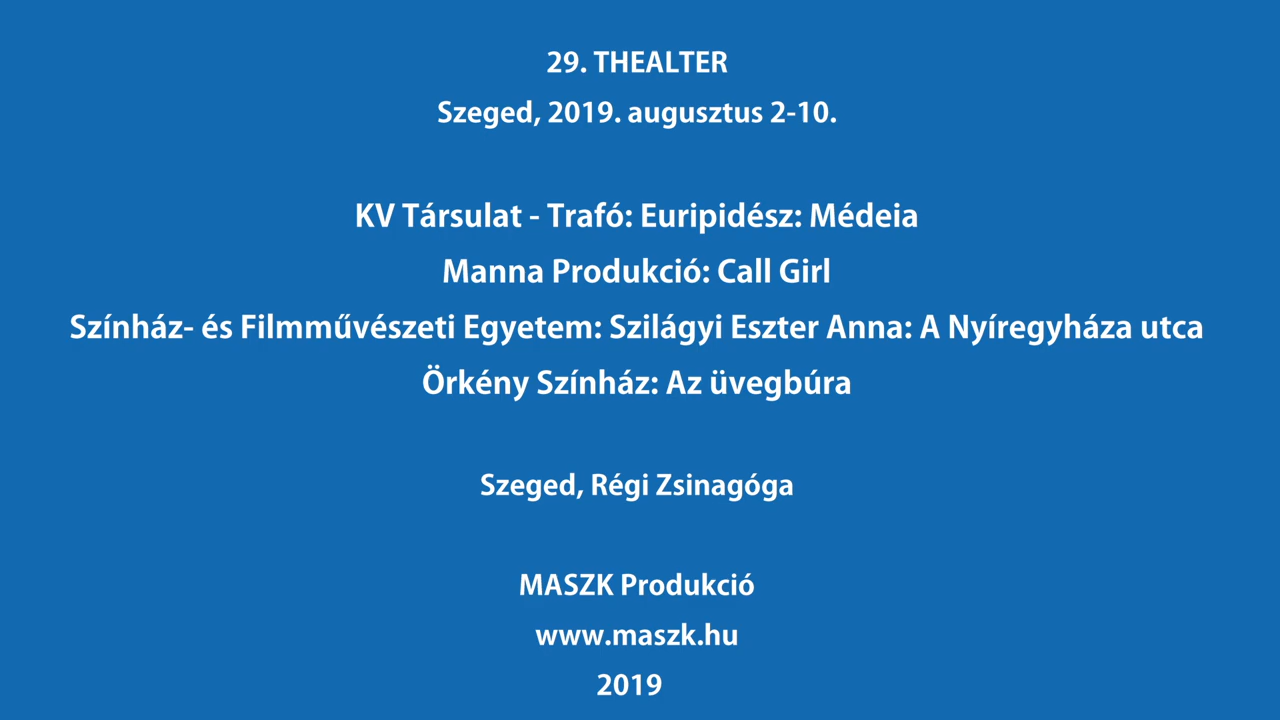 29. THEALTER
Szeged, 2019. augusztus 2-10.
KV Társulat - Trafó: Euripidész: Médeia
Manna Produkció: Call Girl
Színház- és Filmművészeti Egyetem: Szilágyi Eszter Anna: A Nyíregyháza utca
Örkény Színház: Az üvegbúra
Szeged, Régi Zsinagóga
MASZK Produkció
www.maszk.hu
2019